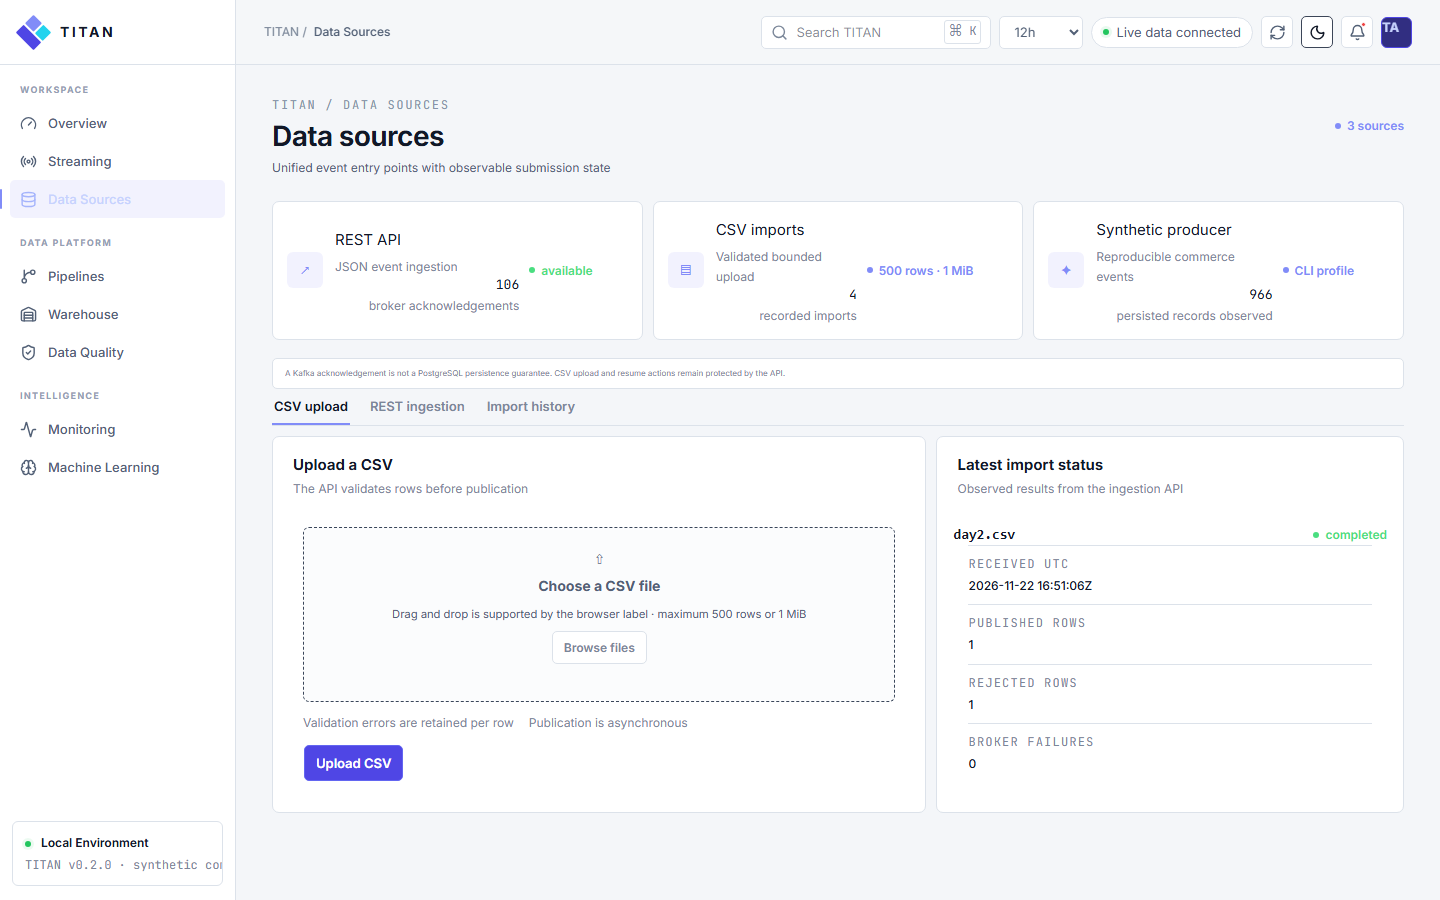 TITAN
TITAN / Data Sources
Search TITAN
⌘ K
12h
Live data connected
TA
WORKSPACE
Overview
Streaming
Data Sources
DATA PLATFORM
Pipelines
Warehouse
Data Quality
INTELLIGENCE
Monitoring
Machine Learning
Local Environment
TITAN v0.2.0 · synthetic con
TITAN / DATA SOURCES
Data sources
Unified event entry points with observable submission state
3 sources
REST API
JSON event ingestion
106
broker acknowledgements
available
CSV imports
Validated bounded
upload
4
recorded imports
500 rows · 1 MiB
Synthetic producer
Reproducible commerce
events
966
persisted records observed
CLI profile
A Kafka acknowledgement is not a PostgreSQL persistence guarantee. CSV upload and resume actions remain protected by the API.
CSV upload
REST ingestion
Import history
Upload a CSV
The API validates rows before publication
Choose a CSV file
Drag and drop is supported by the browser label · maximum 500 rows or 1 MiB
Browse files
Validation errors are retained per row
Publication is asynchronous
Upload CSV
Latest import status
Observed results from the ingestion API
day2.csv
completed
RECEIVED UTC
2026-11-22 16:51:06Z
PUBLISHED ROWS
1
REJECTED ROWS
1
BROKER FAILURES
0